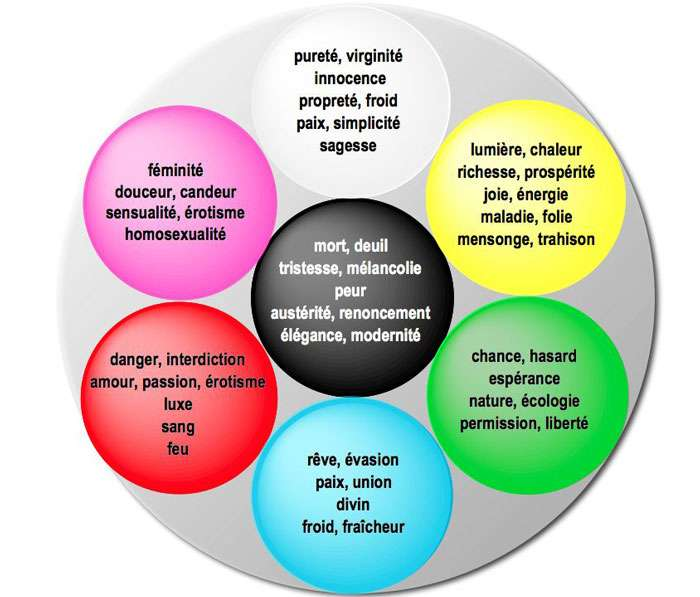 pureté, virginité
innocence
propreté, froid
paix, simplicité
sagesse
féminité
douceur, candeur
sensualité, érotisme
homosexualité
lumière, chaleur
richesse, prospérité
joie, énergie
maladie, folie
mensonge, trahison
mort, deuil
tristesse, mélancolie
peur
austérité, renoncement
élégance, modernité
danger, interdiction
amour, passion, érotisme
luxe
sang
feu
chance, hasard
espérance
nature, écologie
permission, liberté
rêve, évasion
paix, union
divin
froid, fraîcheur